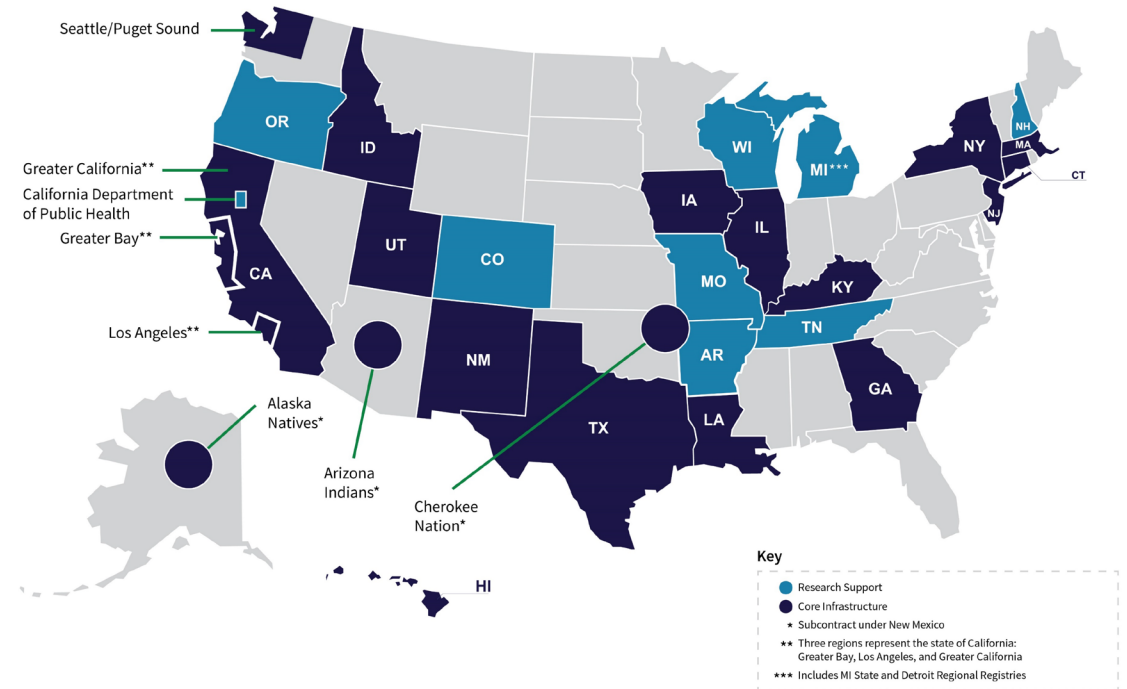 Seattle/Puget Sound
OR
ID
WI
MI***
NY
NH
MA
CT
NJ
Greater California**
California Department
of Public Health
Greater Bay**
CA
UT
CO
IA
IL
MO
KY
TN
Los Angeles**
NM
AR
GA
TX
LA
Alaska
Natives*
Arizona
Indians*
Cherokee
Nation*
HI
Key
Research Support
Core Infrastructure
* Subcontract under New Mexico
** Three regions represent the state of California:
Greater Bay, Los Angeles, and Greater California
*** Includes MI State and Detroit Regional Registries